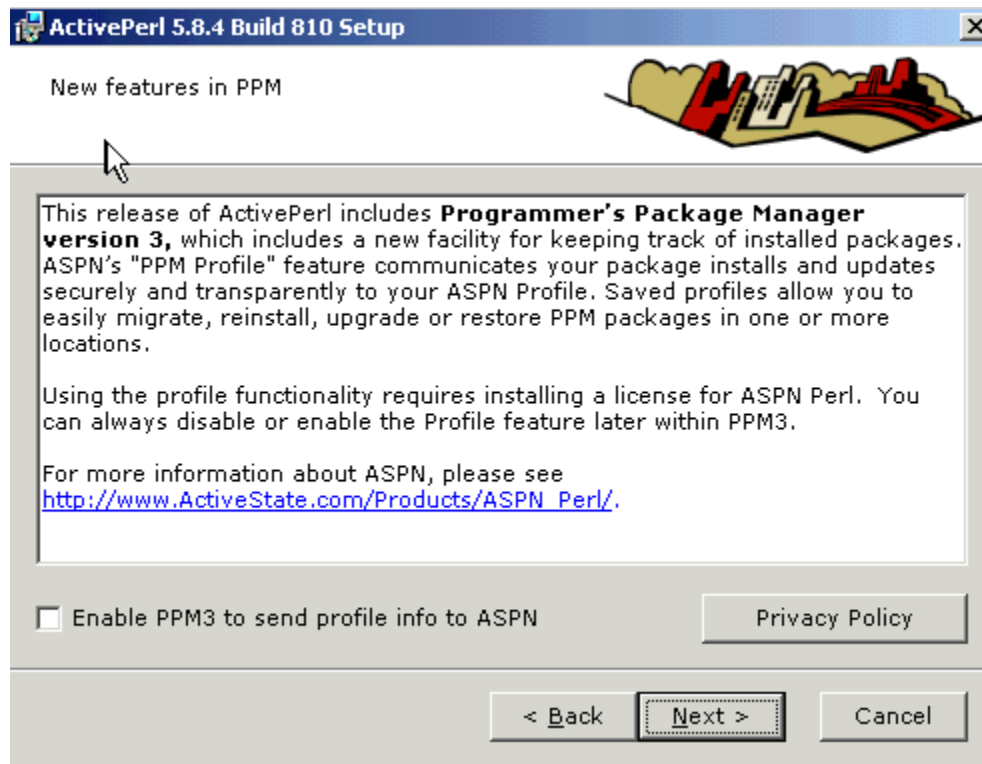 ActivePerl 5.8.4 Build 810 Setup
New features in PPM
This release of ActivePerl includes Programmer's Package Manager
version 3, which includes a new facility for keeping track of installed packages.
ASPN's "PPM Profile" feature communicates your package installs and updates
securely and transparently to your ASPN Profile. Saved profiles allow you to
easily migrate, reinstall, upgrade or restore PPM packages in one or more
locations.
Using the profile functionality requires installing a license for ASPN Perl. You
can always disable or enable the Profile feature later within PPM3.
For more information about ASPN, please see
http://www.ActiveState.com/Products/ASPN_Perl/.
Enable PPM3 to send profile info to ASPN
Privacy Policy
< Back
Next >
Cancel